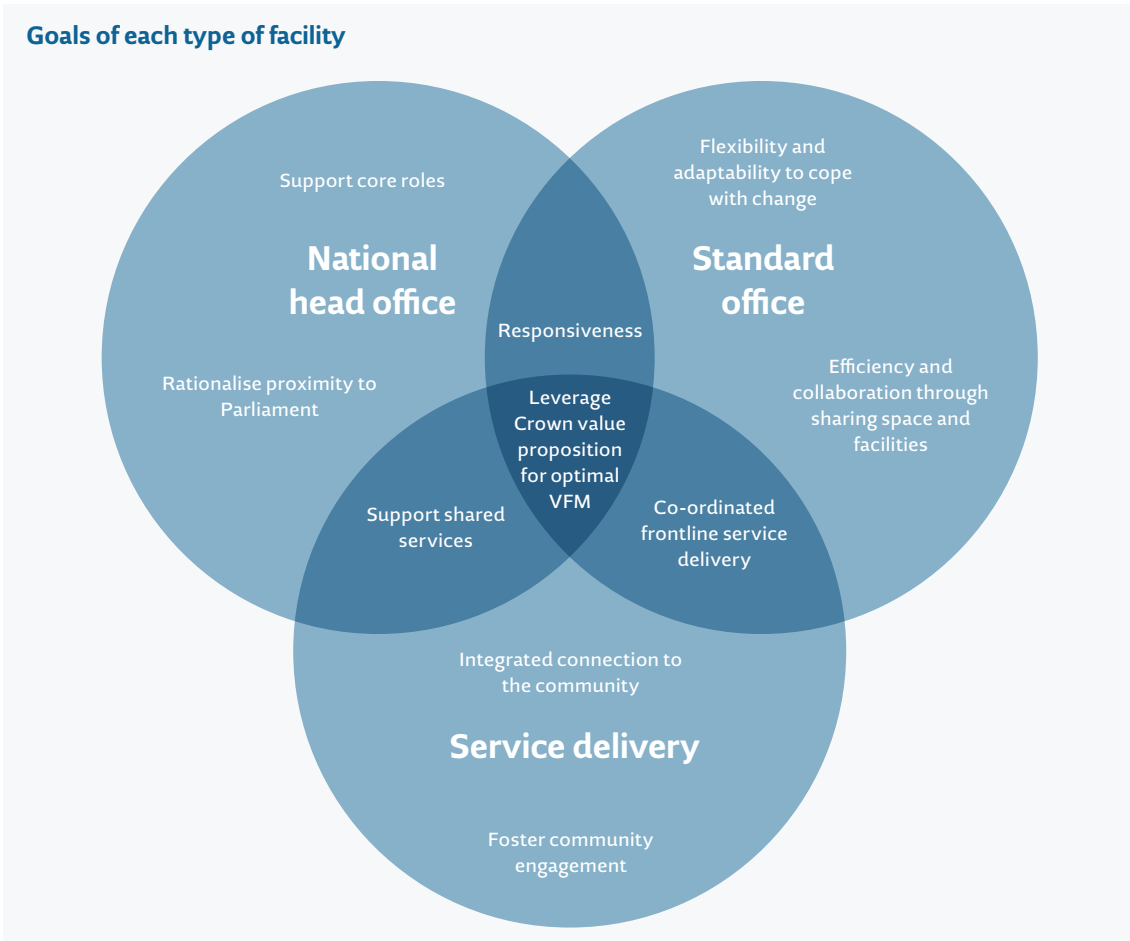 Goals of each type of facility
Support core roles
National
head office
Rationalise proximity to
Parliament
Flexibility and
adaptability to cope
with change
Standard
office
Efficiency and
collaboration through
sharing space and
facilities
Responsiveness
Leverage
Crown value
proposition
for optimal
VFM
Support shared
services
Co-ordinated
frontline service
delivery
Integrated connection to
the community
Service delivery
Foster community
engagement